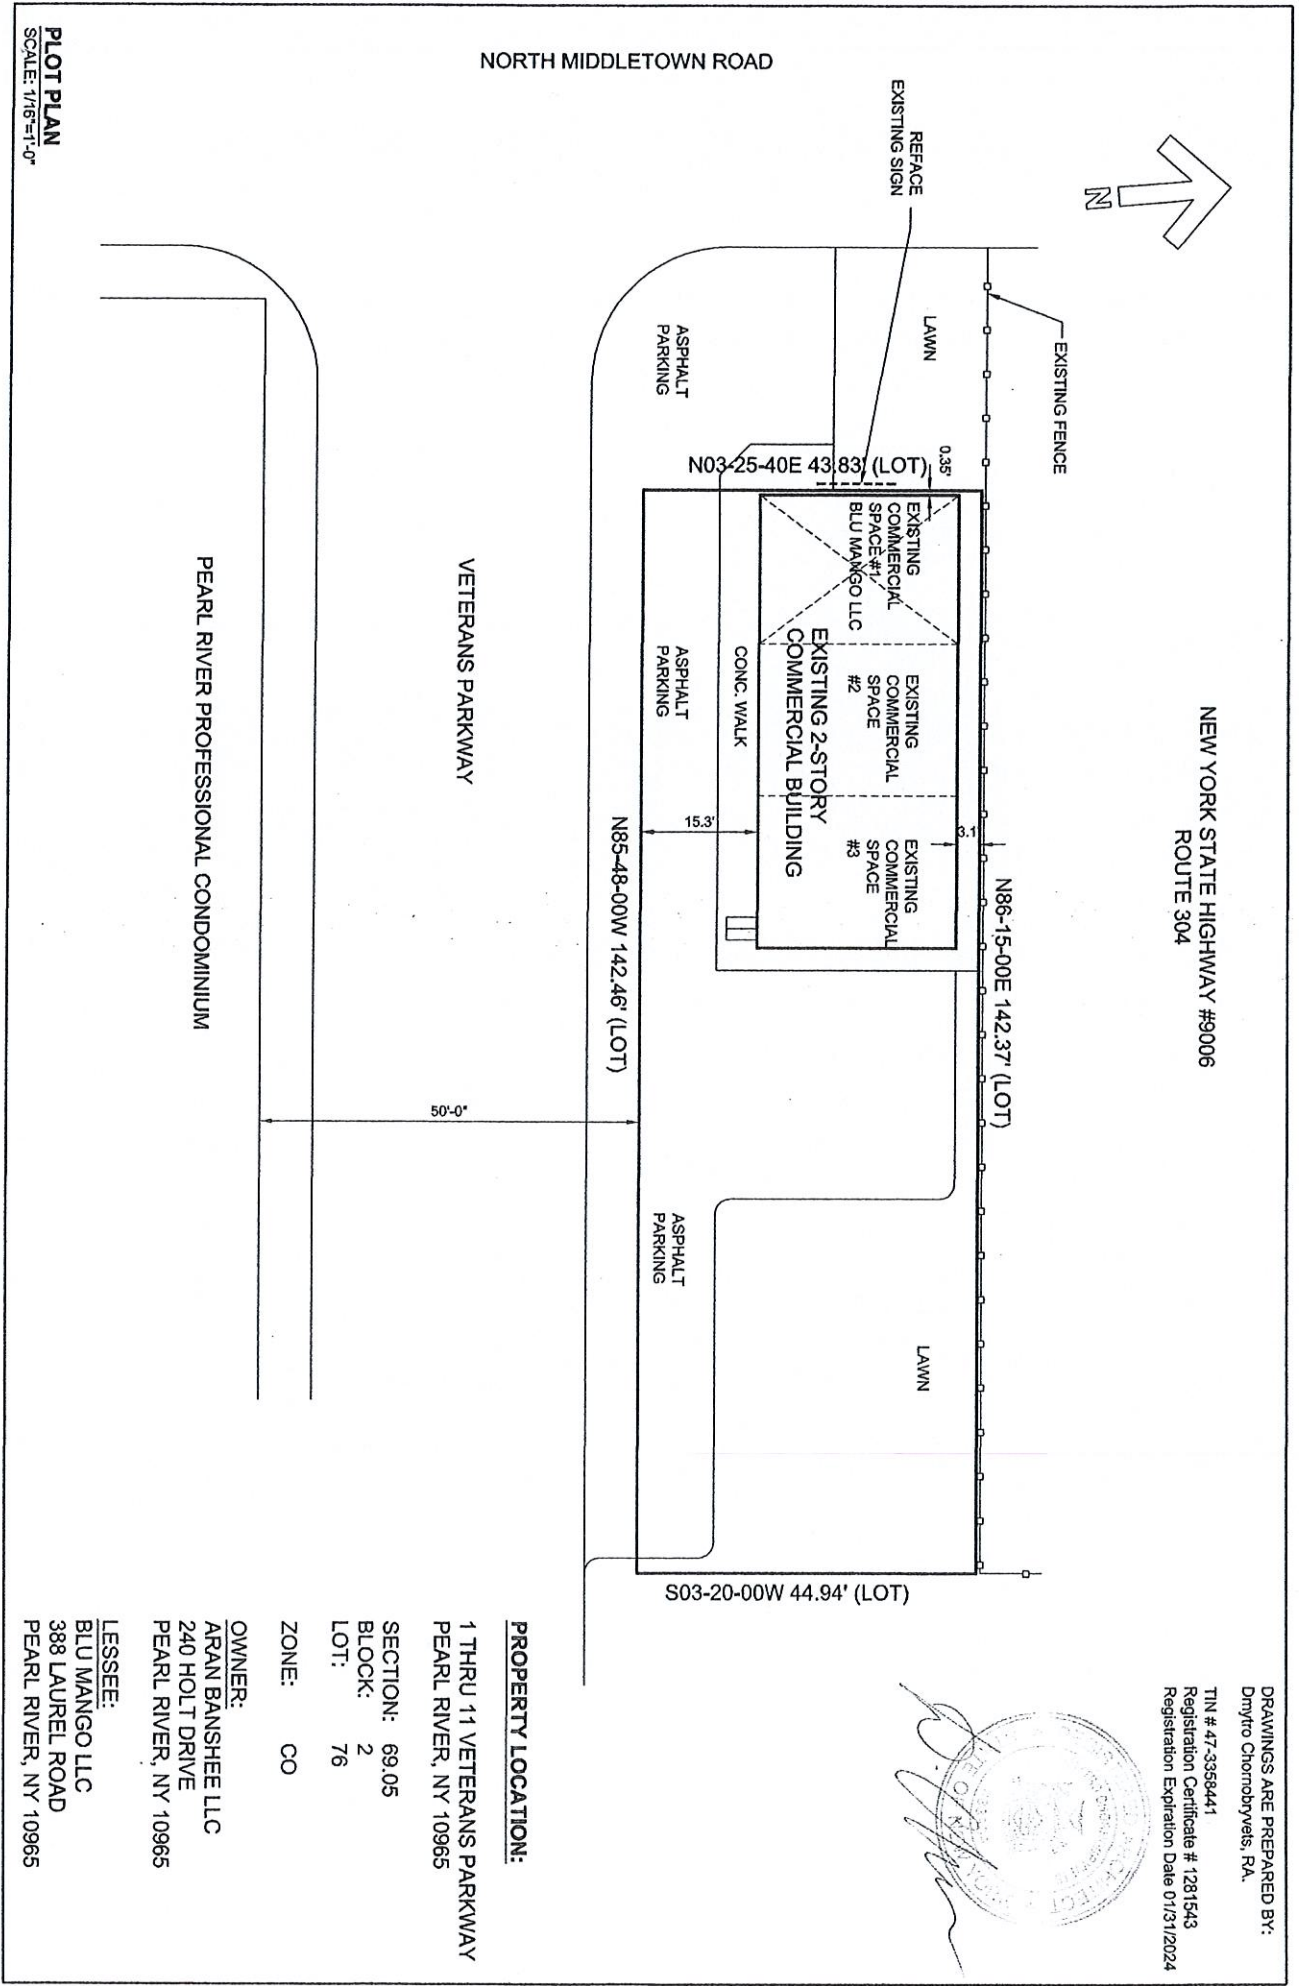 DRAWINGS ARE PREPARED BY:
Dmytro Chornobryvets, RA.
TIN # 47-3358441
Registration Certificate # 1281543
Registration Expiration Date 01/31/2024
NEW YORK STATE HIGHWAY #9006
ROUTE 304
N
EXISTING FENCE
N86-15-00E 142.37' (LOT)
REFACE
EXISTING SIGN
LAWN
0.35'
3.1'
LAWN
N03-25-40E 43.83' (LOT)
EXISTING
COMMERCIAL
SPACE #1
BLU MANGO LLC
EXISTING
COMMERCIAL
SPACE
#2
EXISTING
COMMERCIAL
SPACE
#3
EXISTING 2-STORY
COMMERCIAL BUILDING
CONC. WALK
15.3'
ASPHALT
PARKING
ASPHALT
PARKING
ASPHALT
PARKING
S03-20-00W 44.94' (LOT)
N85-48-00W 142.46' (LOT)
NORTH MIDDLETOWN ROAD
VETERANS PARKWAY
50'-0"
PEARL RIVER PROFESSIONAL CONDOMINIUM
PROPERTY LOCATION:
1 THRU 11 VETERANS PARKWAY
PEARL RIVER, NY 10965
SECTION: 69.05
BLOCK: 2
LOT: 76
ZONE: CO
OWNER:
ARAN BANSHEE LLC
240 HOLT DRIVE
PEARL RIVER, NY 10965
LESSEE:
BLU MANGO LLC
388 LAUREL ROAD
PEARL RIVER, NY 10965
PLOT PLAN
SCALE: 1/16"=1'-0"